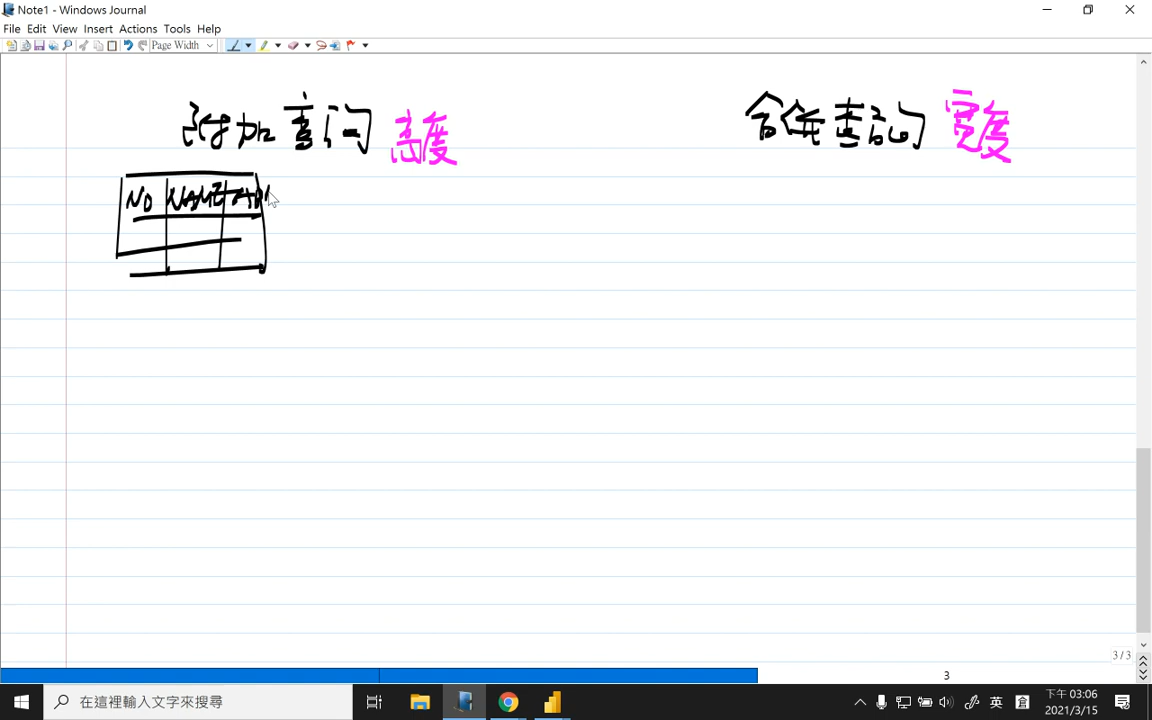 Note1 - Windows Journal
File Edit View Insert Actions Tools Help
Page Width
附加查询 高度
合併查詢 寬度
NO NAME
3 / 3
3
在這裡輸入文字來搜尋
英 倉 下午 03:06
2021/3/15